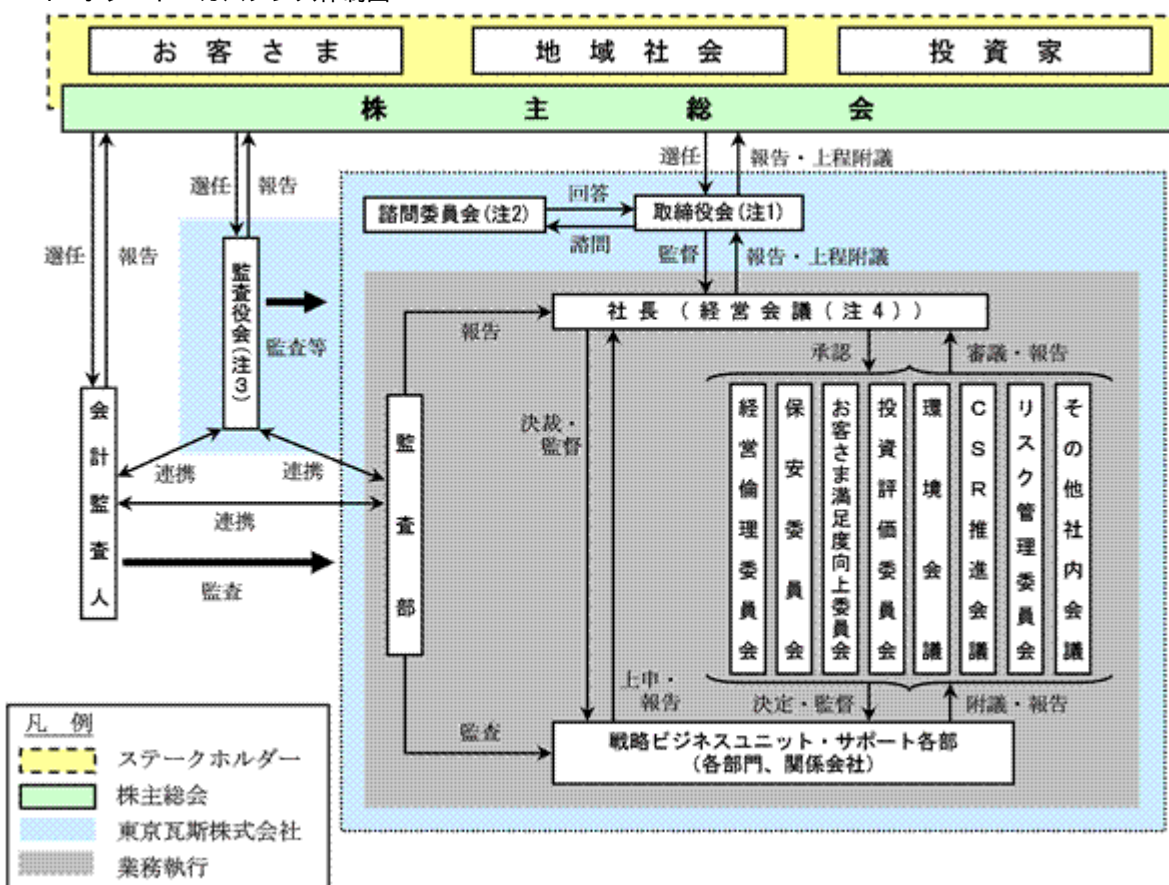 お客さま
地域社会
投資家
株主総会
選任
報告
選任
報告
選任
報告・上程附議
諮問委員会(注2)
回答
諮問
取締役会(注1)
監督
報告・上程附議
監査役会(注3)
監査等
社長(経営会議(注4))
報告
承認
審議・報告
会計監査人
連携
連携
連携
監査
監査部
決裁・
監督
経営倫理委員会
保安委員会
お客さま満足度向上委員会
投資評価委員会
環境会議
CSR推進会議
リスク管理委員会
その他社内会議
上申・
報告
決定・監督
附議・報告
監査
戦略ビジネスユニット・サポート各部
(各部門、関係会社)
凡 例
ステークホルダー
株主総会
東京瓦斯株式会社
業務執行